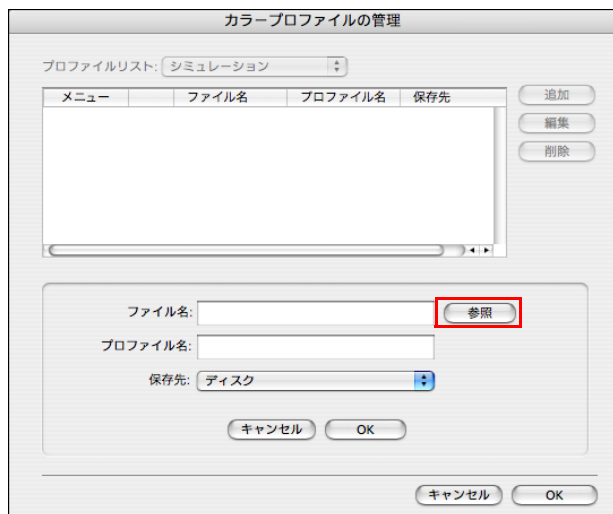 カラープロファイルの管理
プロファイルリスト: シミュレーション
メニュー ファイル名 プロファイル名 保存先
追加
編集
削除
ファイル名: 参照
プロファイル名:
保存先: ディスク
キャンセル OK
キャンセル OK